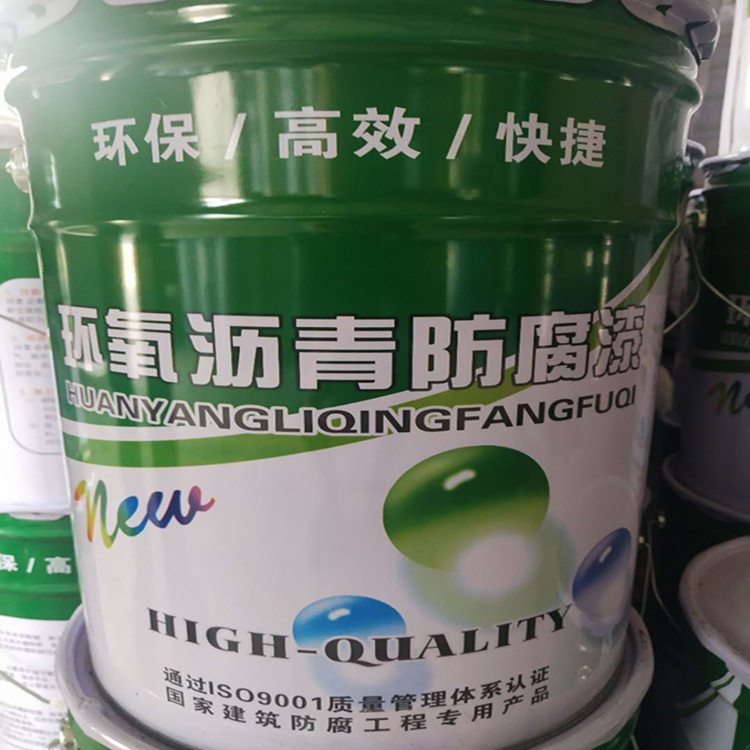 环保/高效/快捷
环氧沥青防腐漆
HUANYANGLIQINGFANGFUQI
new
HIGH-QUALITY
通过ISO9001质量管理体系认证
国家建筑防腐工程专用产品
保/高